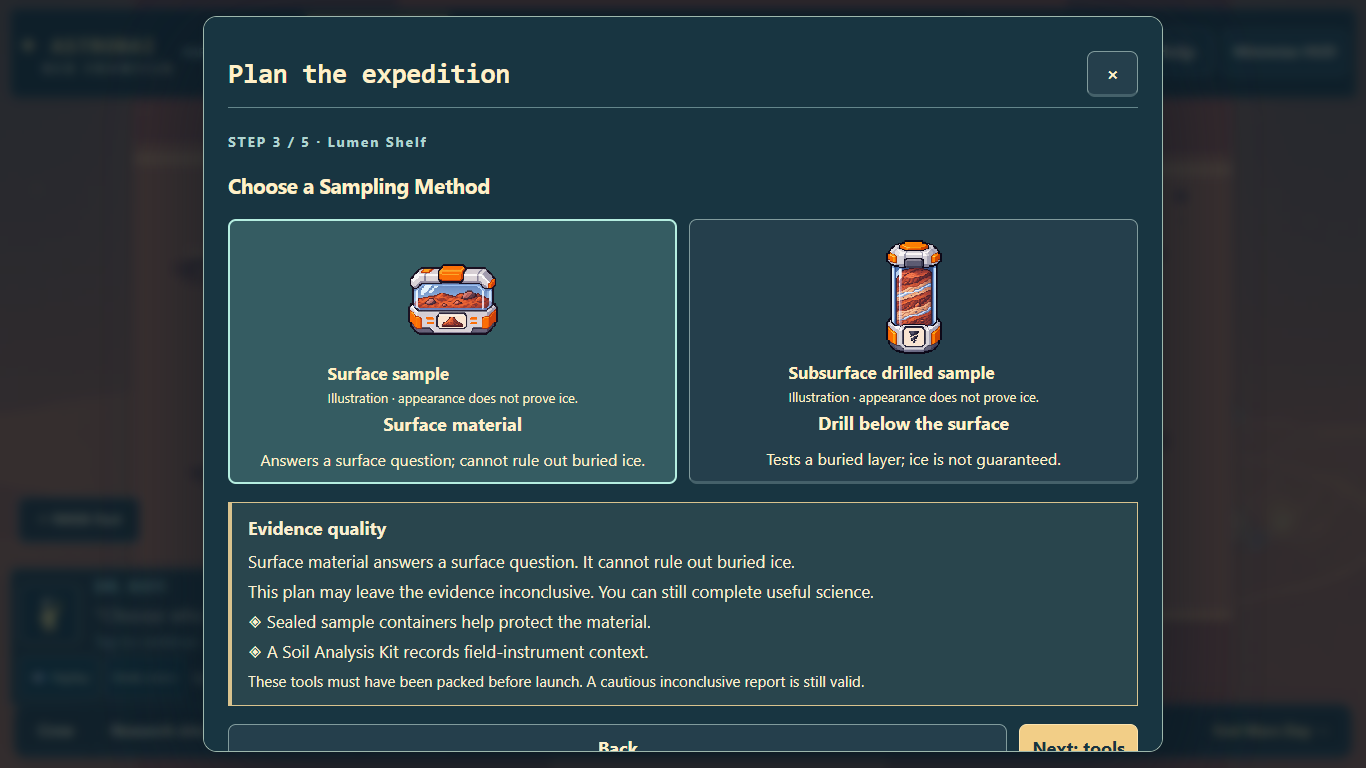 Plan the expedition
×
STEP 3 / 5 · Lumen Shelf
Choose a Sampling Method
Surface sample
Illustration · appearance does not prove ice.
Surface material
Answers a surface question; cannot rule out buried ice.
Subsurface drilled sample
Illustration · appearance does not prove ice.
Drill below the surface
Tests a buried layer; ice is not guaranteed.
Evidence quality
Surface material answers a surface question. It cannot rule out buried ice.
This plan may leave the evidence inconclusive. You can still complete useful science.
◈ Sealed sample containers help protect the material.
◈ A Soil Analysis Kit records field-instrument context.
These tools must have been packed before launch. A cautious inconclusive report is still valid.
Back
Next: tools